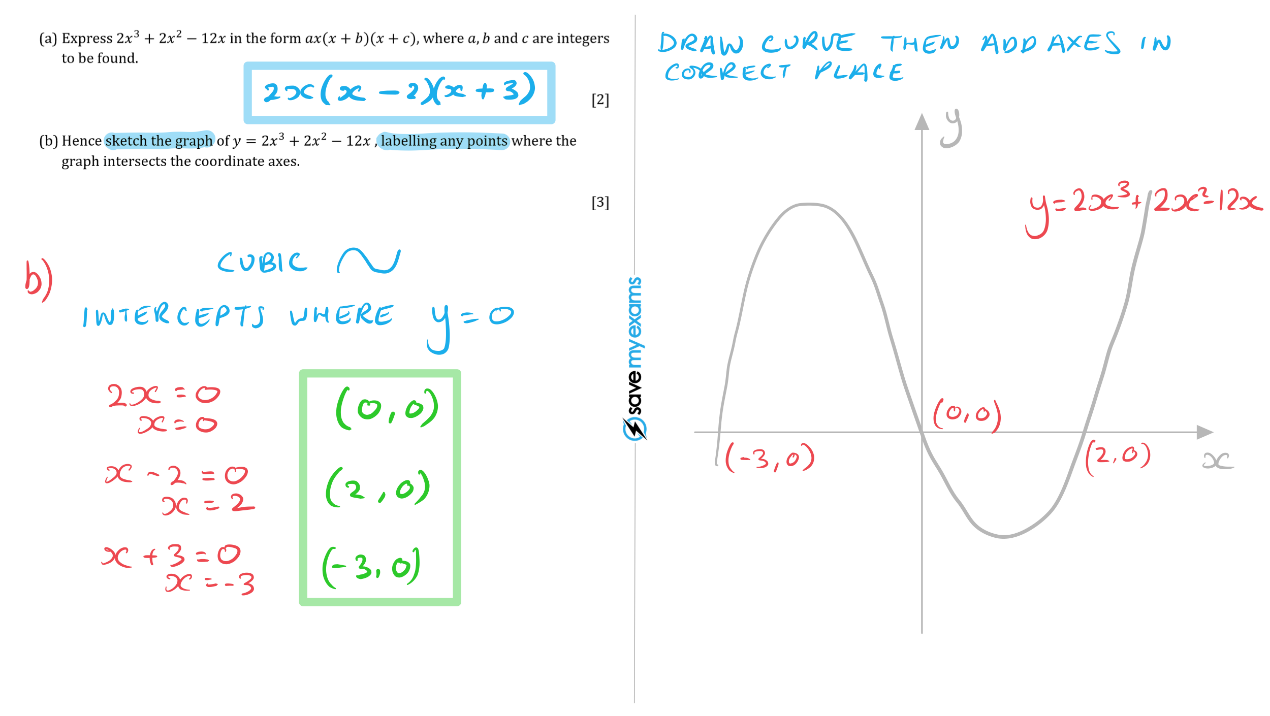 (a) Express 2x³ + 2x² − 12x in the form ax(x + b)(x + c), where a, b and c are integers
to be found.
2x(x − 2)(x + 3)
[2]
(b) Hence sketch the graph of y = 2x³ + 2x² − 12x , labelling any points where the
graph intersects the coordinate axes.
[3]
b)
CUBIC
INTERCEPTS WHERE y = 0
2x = 0
x = 0
(0,0)
x − 2 = 0
x = 2
(2,0)
x + 3 = 0
x = −3
(−3,0)
savemyexams
DRAW CURVE THEN ADD AXES IN
CORRECT PLACE
y
y=2x³+2x²−12x
(0,0)
(−3,0)
(2,0)
x